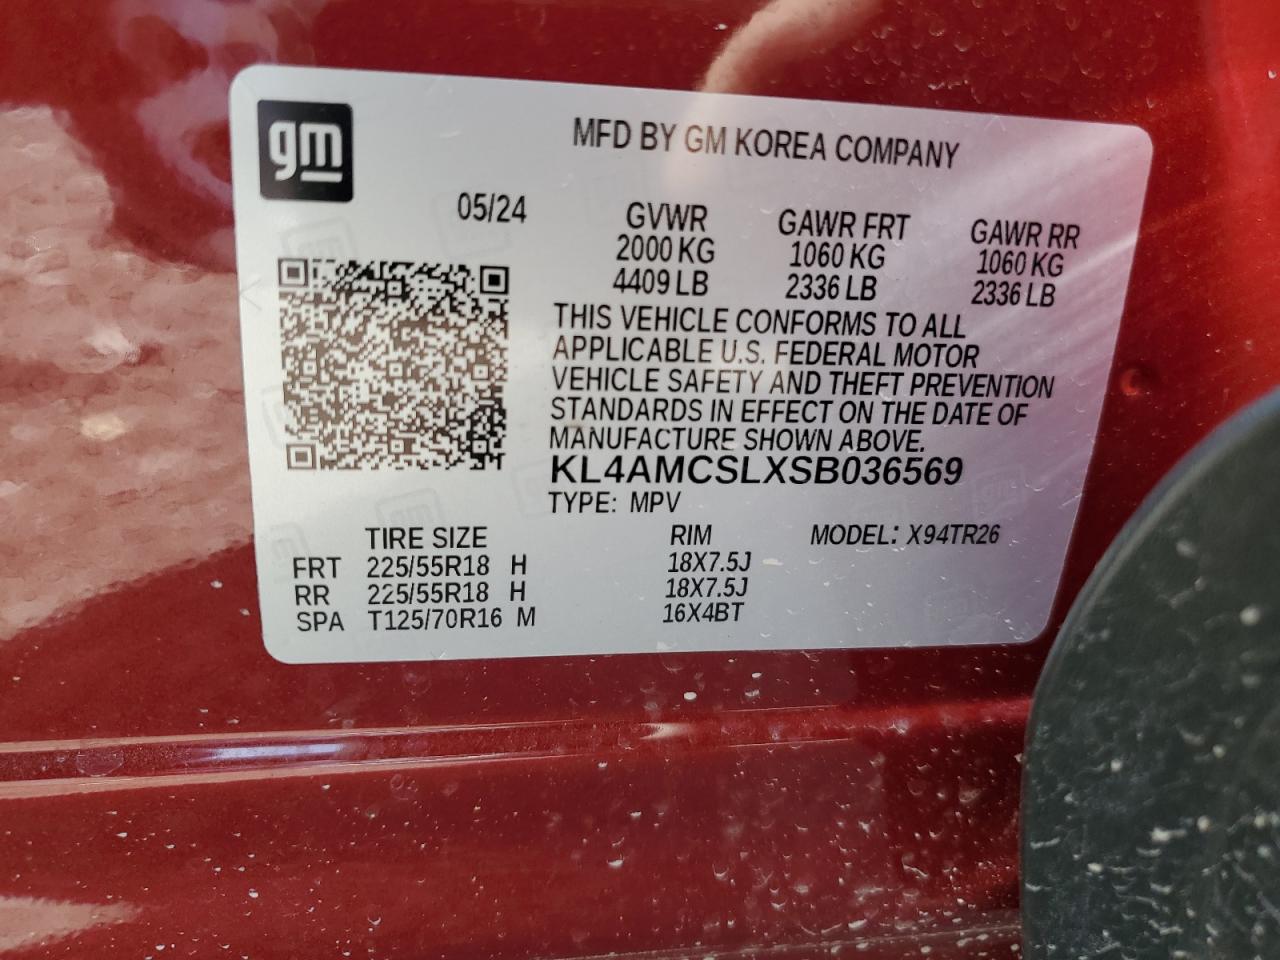 gm
MFD BY GM KOREA COMPANY
05/24
GVWR GAWR FRT GAWR RR
2000 KG 1060 KG 1060 KG
4409 LB 2336 LB 2336 LB
THIS VEHICLE CONFORMS TO ALL
APPLICABLE U.S. FEDERAL MOTOR
VEHICLE SAFETY AND THEFT PREVENTION
STANDARDS IN EFFECT ON THE DATE OF
MANUFACTURE SHOWN ABOVE.
KL4AMCSLXSB036569
TYPE: MPV
TIRE SIZE RIM MODEL: X94TR26
FRT 225/55R18 H 18X7.5J
RR 225/55R18 H 18X7.5J
SPA T125/70R16 M 16X4BT